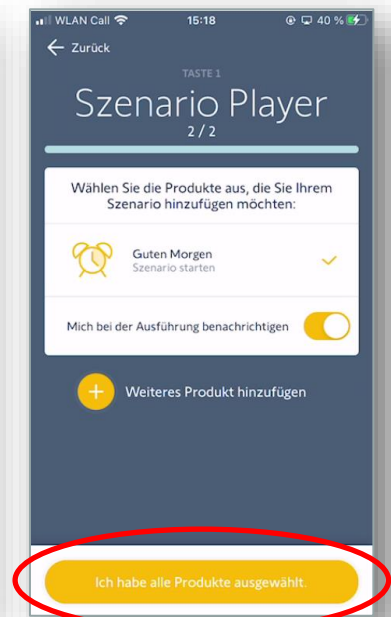 WLAN Call 15:18 40 %
Zurück
TASTE 1
Szenario Player
2 / 2
Wählen Sie die Produkte aus, die Sie Ihrem
Szenario hinzufügen möchten:
Guten Morgen
Szenario starten
Mich bei der Ausführung benachrichtigen
+ Weiteres Produkt hinzufügen
Ich habe alle Produkte ausgewählt.